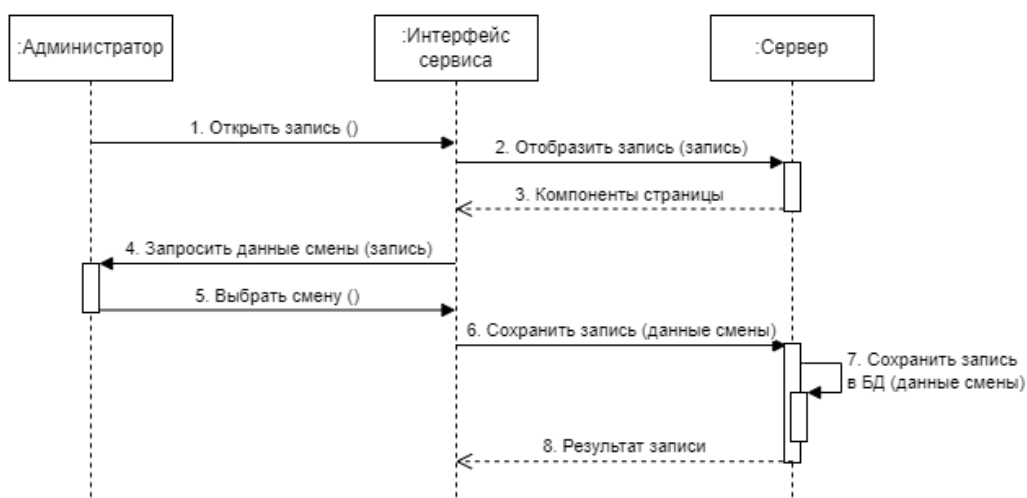 :Администратор
:Интерфейс
сервиса
:Сервер
1. Открыть запись ()
2. Отобразить запись (запись)
3. Компоненты страницы
4. Запросить данные смены (запись)
5. Выбрать смену ()
6. Сохранить запись (данные смены)
7. Сохранить запись
в БД (данные смены)
8. Результат записи